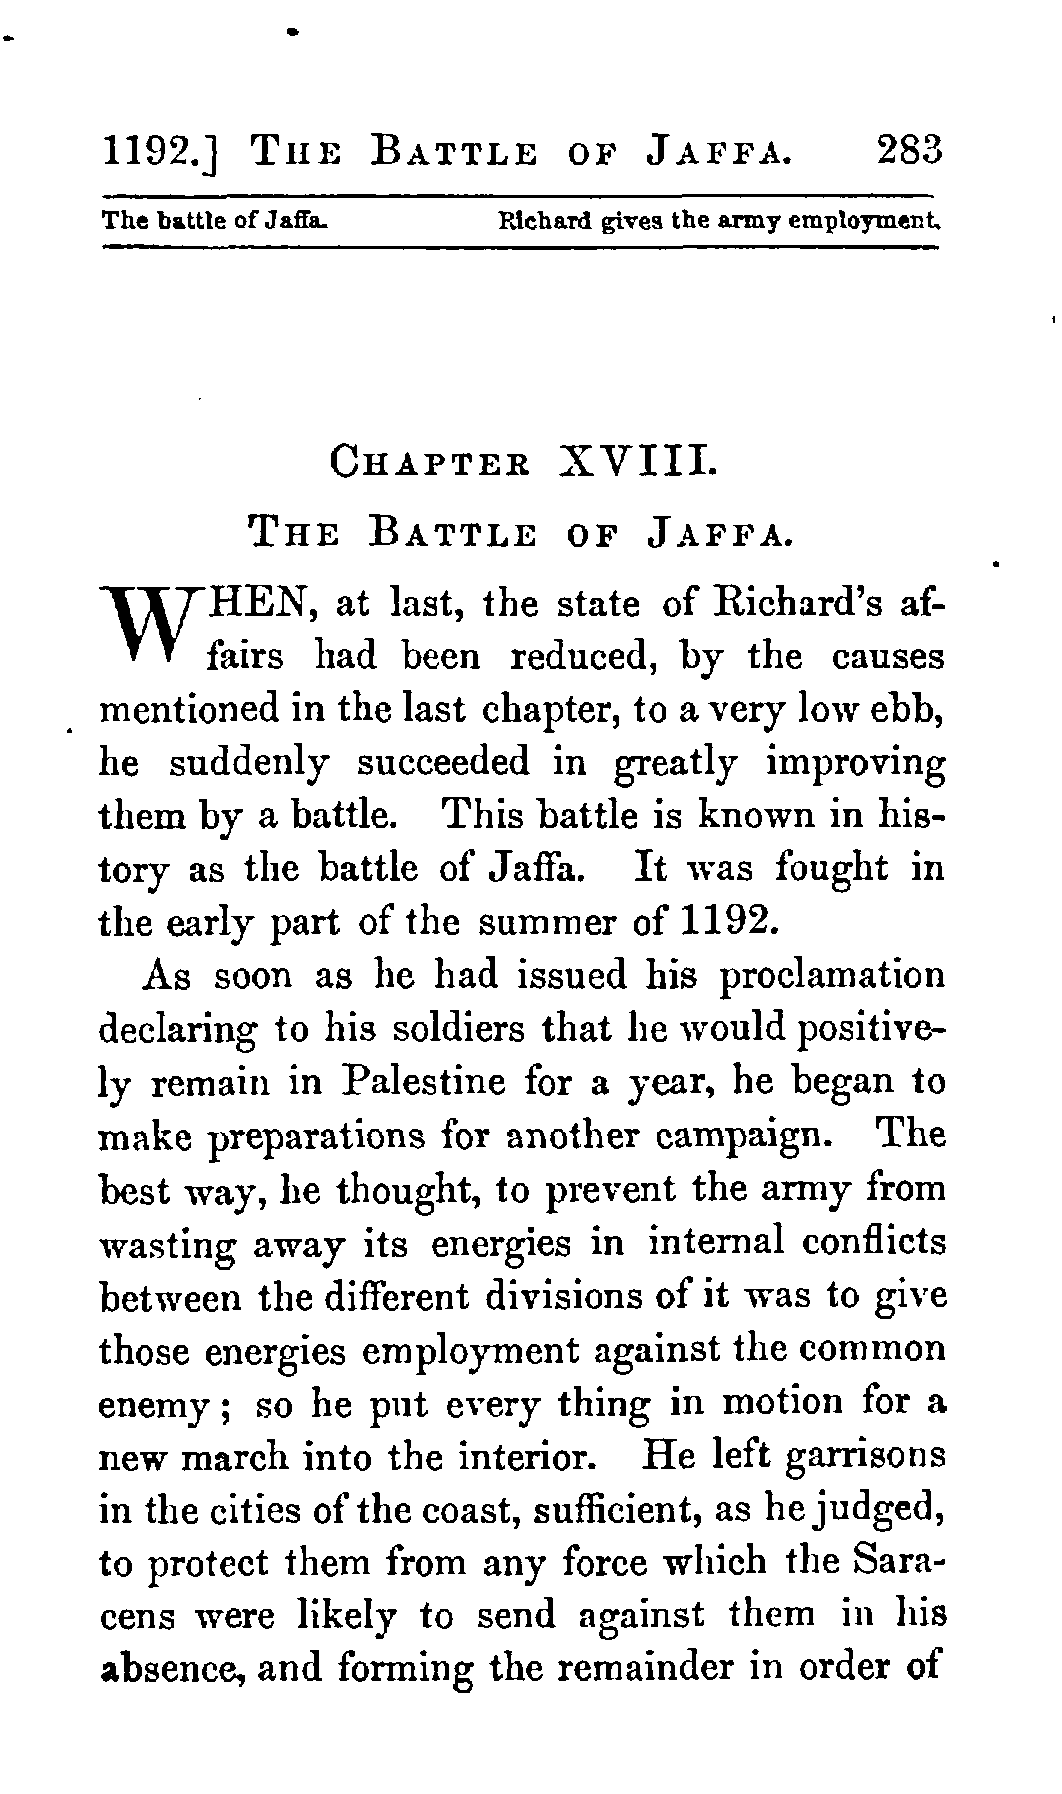 1192.] The Battle of Jaffa. 283
The battle of Jaffa. Richard gives the army employment.
Chapter XVIII.
The Battle of Jaffa.
WHEN, at last, the state of Richard's af-
fairs had been reduced, by the causes
mentioned in the last chapter, to a very low ebb,
he suddenly succeeded in greatly improving
them by a battle. This battle is known in his-
tory as the battle of Jaffa. It was fought in
the early part of the summer of 1192.
As soon as he had issued his proclamation
declaring to his soldiers that he would positive-
ly remain in Palestine for a year, he began to
make preparations for another campaign. The
best way, he thought, to prevent the army from
wasting away its energies in internal conflicts
between the different divisions of it was to give
those energies employment against the common
enemy; so he put every thing in motion for a
new march into the interior. He left garrisons
in the cities of the coast, sufficient, as he judged,
to protect them from any force which the Sara-
cens were likely to send against them in his
absence, and forming the remainder in order of